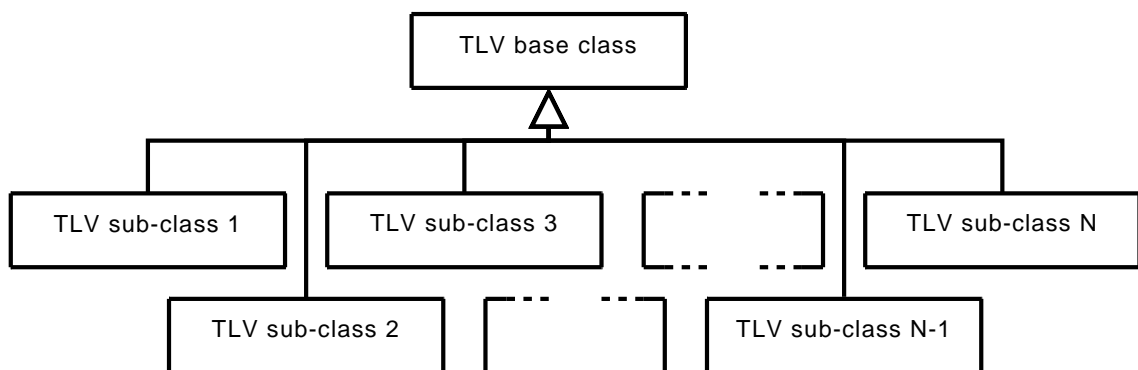 TLV base class
TLV sub-class 1
TLV sub-class 3
TLV sub-class N
TLV sub-class 2
TLV sub-class N-1